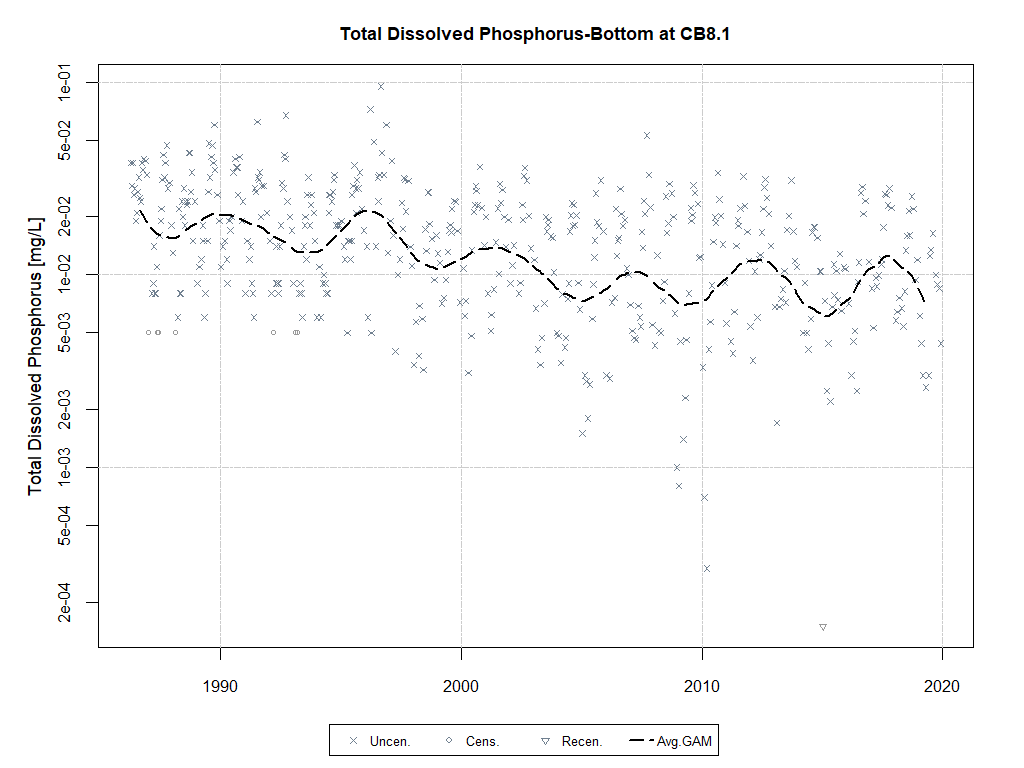 Total Dissolved Phosphorus-Bottom at CB8.1
Total Dissolved Phosphorus [mg/L]
1e-01
5e-02
2e-02
1e-02
5e-03
2e-03
1e-03
5e-04
2e-04
1990 2000 2010 2020
Uncen. Cens. Recen. Avg.GAM